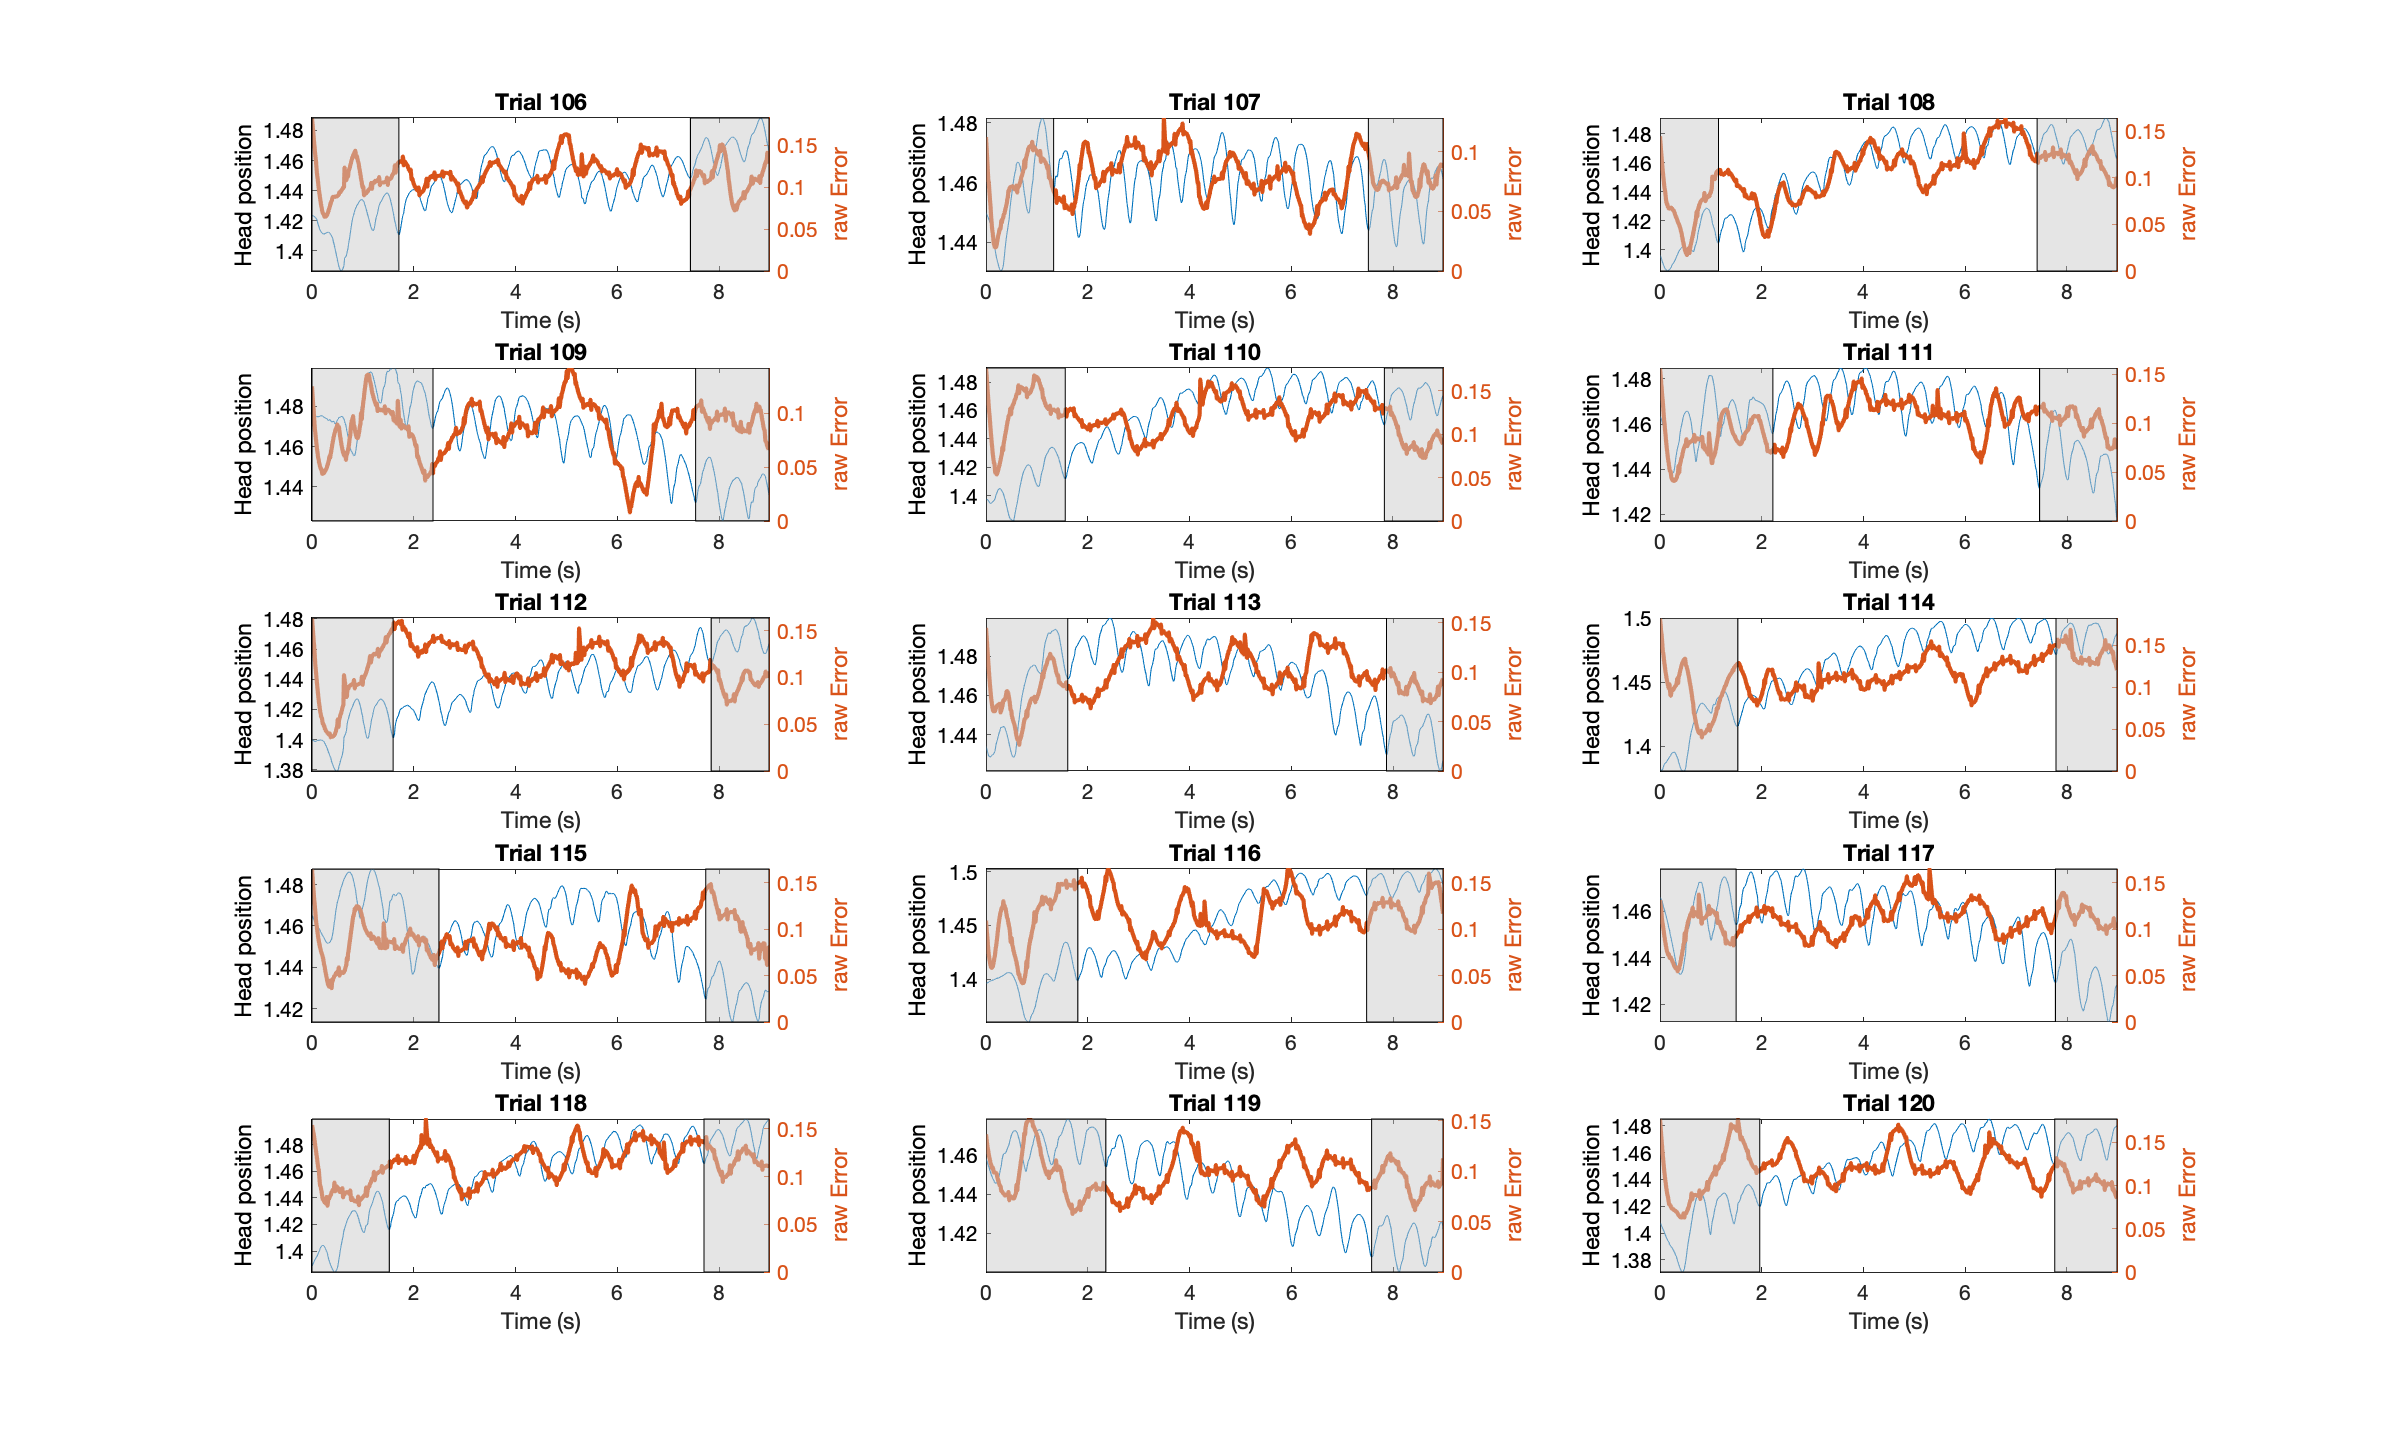 Trial 106
Head position
1.48
1.46
1.44
1.42
1.4
0.15
0.1
0.05
0
raw Error
0 2 4 6 8
Time (s)
Trial 107
Head position
1.48
1.46
1.44
0.1
0.05
0
raw Error
0 2 4 6 8
Time (s)
Trial 108
Head position
1.48
1.46
1.44
1.42
1.4
0.15
0.1
0.05
0
raw Error
0 2 4 6 8
Time (s)
Trial 109
Head position
1.48
1.46
1.44
0.1
0.05
0
raw Error
0 2 4 6 8
Time (s)
Trial 110
Head position
1.48
1.46
1.44
1.42
1.4
0.15
0.1
0.05
0
raw Error
0 2 4 6 8
Time (s)
Trial 111
Head position
1.48
1.46
1.44
1.42
0.15
0.1
0.05
0
raw Error
0 2 4 6 8
Time (s)
Trial 112
Head position
1.48
1.46
1.44
1.42
1.4
1.38
0.15
0.1
0.05
0
raw Error
0 2 4 6 8
Time (s)
Trial 113
Head position
1.48
1.46
1.44
0.15
0.1
0.05
0
raw Error
0 2 4 6 8
Time (s)
Trial 114
Head position
1.5
1.45
1.4
0.15
0.1
0.05
0
raw Error
0 2 4 6 8
Time (s)
Trial 115
Head position
1.48
1.46
1.44
1.42
0.15
0.1
0.05
0
raw Error
0 2 4 6 8
Time (s)
Trial 116
Head position
1.5
1.45
1.4
0.15
0.1
0.05
0
raw Error
0 2 4 6 8
Time (s)
Trial 117
Head position
1.46
1.44
1.42
0.15
0.1
0.05
0
raw Error
0 2 4 6 8
Time (s)
Trial 118
Head position
1.48
1.46
1.44
1.42
1.4
0.15
0.1
0.05
0
raw Error
0 2 4 6 8
Time (s)
Trial 119
Head position
1.46
1.44
1.42
0.15
0.1
0.05
0
raw Error
0 2 4 6 8
Time (s)
Trial 120
Head position
1.48
1.46
1.44
1.42
1.4
1.38
0.15
0.1
0.05
0
raw Error
0 2 4 6 8
Time (s)